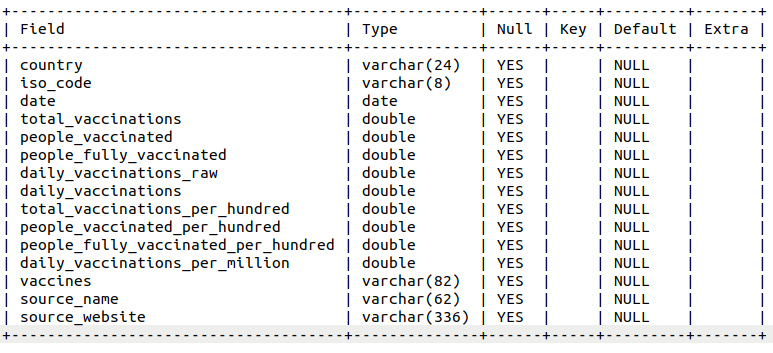 +--------------------------------------+--------------+------+-----+---------+-------+
| Field | Type | Null | Key | Default | Extra |
+--------------------------------------+--------------+------+-----+---------+-------+
| country | varchar(24) | YES | | NULL | |
| iso_code | varchar(8) | YES | | NULL | |
| date | date | YES | | NULL | |
| total_vaccinations | double | YES | | NULL | |
| people_vaccinated | double | YES | | NULL | |
| people_fully_vaccinated | double | YES | | NULL | |
| daily_vaccinations_raw | double | YES | | NULL | |
| daily_vaccinations | double | YES | | NULL | |
| total_vaccinations_per_hundred | double | YES | | NULL | |
| people_vaccinated_per_hundred | double | YES | | NULL | |
| people_fully_vaccinated_per_hundred | double | YES | | NULL | |
| daily_vaccinations_per_million | double | YES | | NULL | |
| vaccines | varchar(82) | YES | | NULL | |
| source_name | varchar(62) | YES | | NULL | |
| source_website | varchar(336) | YES | | NULL | |
+--------------------------------------+--------------+------+-----+---------+-------+